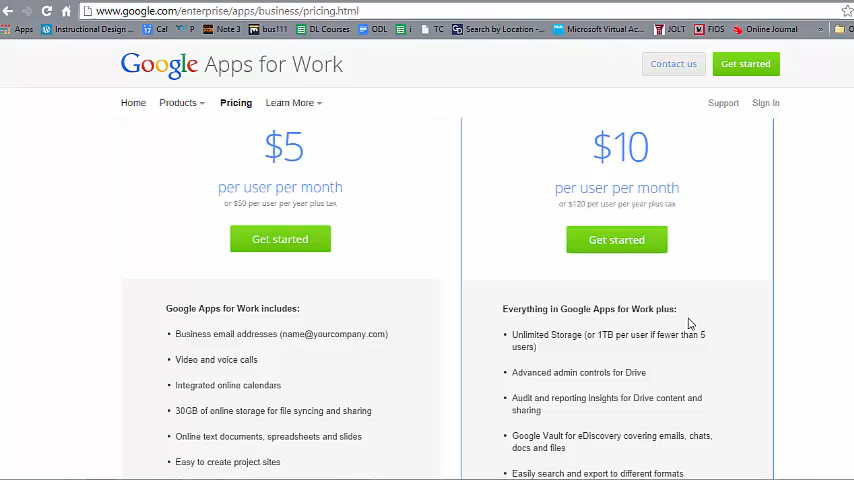 www.google.com/enterprise/apps/business/pricing.html
Apps Instructional Design ... Cal P Note 3 bus111 DL Courses ODL i TC Search by Location -... Microsoft Virtual Ac... JOLT FIOS Online Journal
Google Apps for Work Contact us Get started
Home Products Pricing Learn More Support Sign In
$5 $10
per user per month per user per month
or $50 per user per year plus tax or $120 per user per year plus tax
Get started Get started
Google Apps for Work includes:
• Business email addresses (name@yourcompany.com)
• Video and voice calls
• Integrated online calendars
• 30GB of online storage for file syncing and sharing
• Online text documents, spreadsheets and slides
• Easy to create project sites
Everything in Google Apps for Work plus:
• Unlimited Storage (or 1TB per user if fewer than 5
users)
• Advanced admin controls for Drive
• Audit and reporting insights for Drive content and
sharing
• Google Vault for eDiscovery covering emails, chats,
docs and files
• Easily search and export to different formats